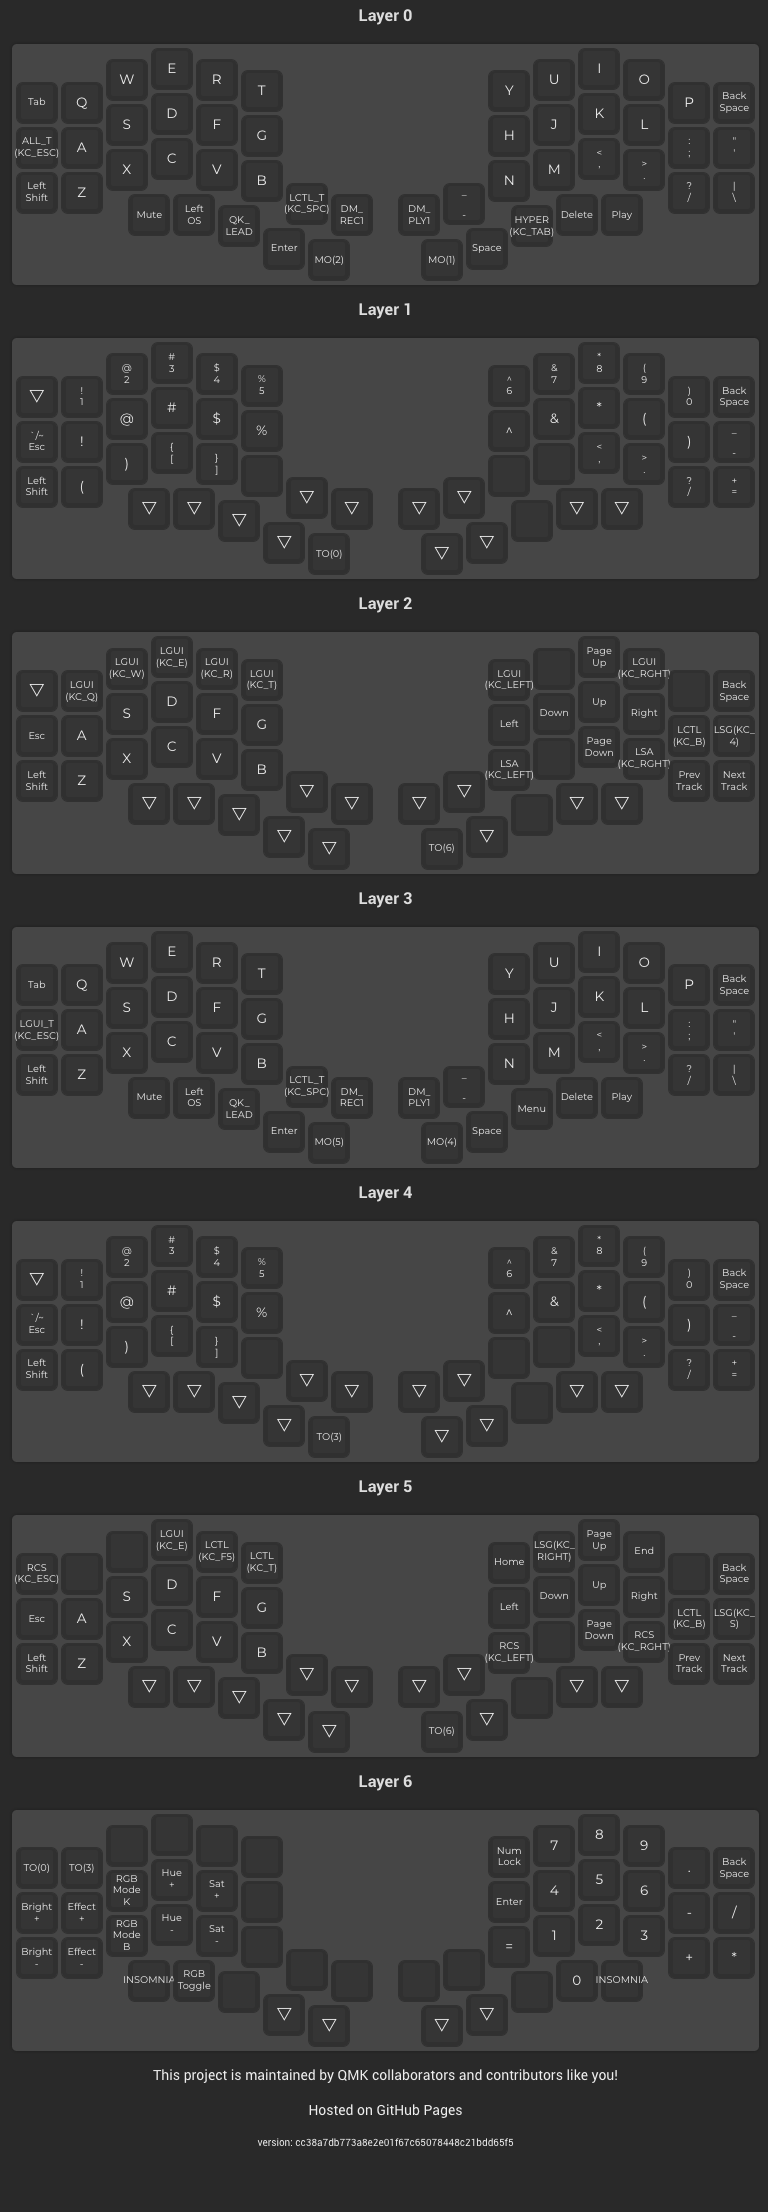 Layer 0
Tab Q W E R T Y U I O P Back Space
ALL_T (KC_ESC) A S D F G H J K L : ; " '
Left Shift Z X C V B N M < , > . ? / | \
Mute Left OS QK_ LEAD LCTL_T (KC_SPC) DM_ REC1 DM_ PLY1 _ - HYPER (KC_TAB) Delete Play
Enter MO(2) MO(1) Space
Layer 1
▽ ! 1 @ 2 # 3 $ 4 % 5 ^ 6 & 7 * 8 ( 9 ) 0 Back Space
`/~ Esc ! @ # $ % ^ & * ( ) _ -
Left Shift ( ) { [ } ] < , > . ? / + =
▽ ▽ ▽ ▽ ▽ ▽ ▽ ▽ ▽
▽ TO(0) ▽ ▽
Layer 2
▽ LGUI (KC_Q) LGUI (KC_W) LGUI (KC_E) LGUI (KC_R) LGUI (KC_T) LGUI (KC_LEFT) Page Up LGUI (KC_RGHT) Back Space
Esc A S D F G Left Down Up Right LCTL (KC_B) LSG(KC_ 4)
Left Shift Z X C V B LSA (KC_LEFT) Page Down LSA (KC_RGHT) Prev Track Next Track
▽ ▽ ▽ ▽ ▽ ▽ ▽ ▽ ▽
▽ ▽ TO(6) ▽
Layer 3
Tab Q W E R T Y U I O P Back Space
LGUI_T (KC_ESC) A S D F G H J K L : ; " '
Left Shift Z X C V B N M < , > . ? / | \
Mute Left OS QK_ LEAD LCTL_T (KC_SPC) DM_ REC1 DM_ PLY1 _ - Menu Delete Play
Enter MO(5) MO(4) Space
Layer 4
▽ ! 1 @ 2 # 3 $ 4 % 5 ^ 6 & 7 * 8 ( 9 ) 0 Back Space
`/~ Esc ! @ # $ % ^ & * ( ) _ -
Left Shift ( ) { [ } ] < , > . ? / + =
▽ ▽ ▽ ▽ ▽ ▽ ▽ ▽ ▽
▽ TO(3) ▽ ▽
Layer 5
RCS (KC_ESC) LGUI (KC_E) LCTL (KC_F5) LCTL (KC_T) Home LSG(KC_ RIGHT) Page Up End Back Space
Esc A S D F G Left Down Up Right LCTL (KC_B) LSG(KC_ S)
Left Shift Z X C V B RCS (KC_LEFT) Page Down RCS (KC_RGHT) Prev Track Next Track
▽ ▽ ▽ ▽ ▽ ▽ ▽ ▽ ▽
▽ ▽ TO(6) ▽
Layer 6
TO(0) TO(3) Num Lock 7 8 9 . Back Space
Bright + Effect + RGB Mode K Hue + Sat + Enter 4 5 6 - /
Bright - Effect - RGB Mode B Hue - Sat - = 1 2 3 + *
INSOMNIA RGB Toggle 0 INSOMNIA
▽ ▽ ▽ ▽
This project is maintained by QMK collaborators and contributors like you!
Hosted on GitHub Pages
version: cc38a7db773a8e2e01f67c65078448c21bdd65f5